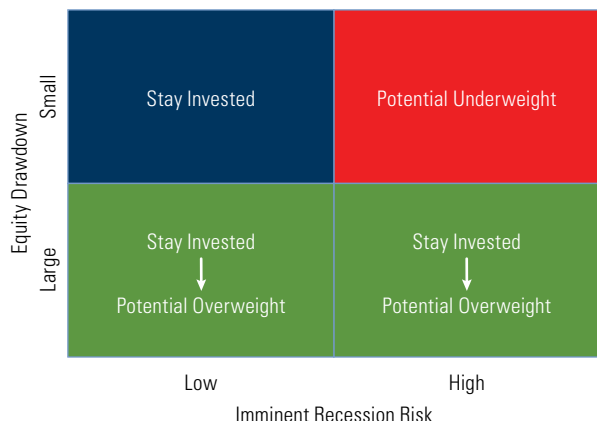 Equity Drawdown
Small
Stay Invested
Potential Underweight
Large
Stay Invested
Potential Overweight
Stay Invested
Potential Overweight
Low
High
Imminent Recession Risk